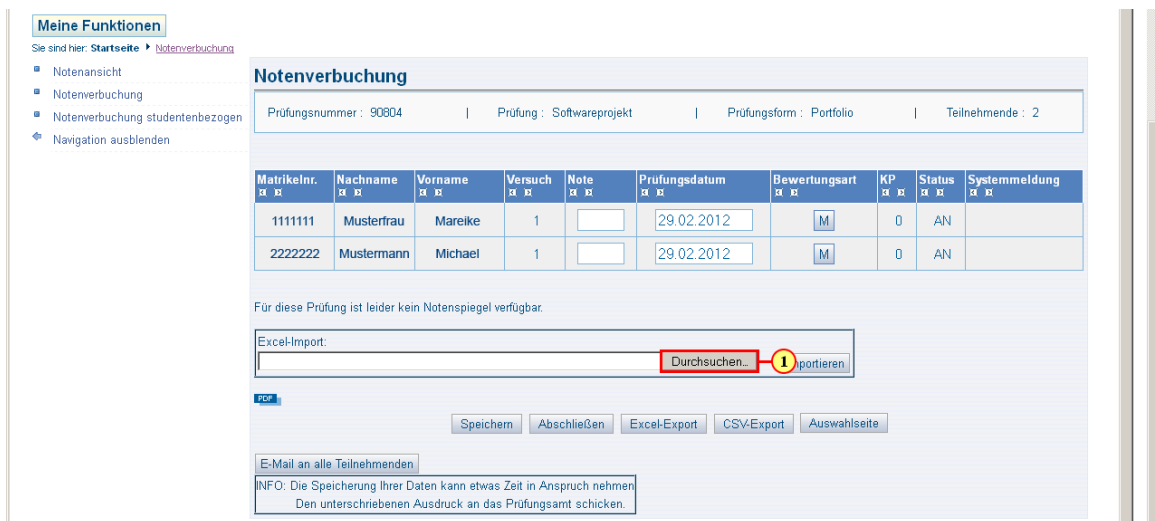 Meine Funktionen
Sie sind hier: Startseite Notenverbuchung
Notenansicht
Notenverbuchung
Notenverbuchung studentenbezogen
Navigation ausblenden
Notenverbuchung
Prüfungsnummer : 90804 | Prüfung : Softwareprojekt | Prüfungsform : Portfolio | Teilnehmende : 2
Matrikelnr. Nachname Vorname Versuch Note Prüfungsdatum Bewertungsart KP Status Systemmeldung
1111111 Musterfrau Mareike 1 29.02.2012 M 0 AN
2222222 Mustermann Michael 1 29.02.2012 M 0 AN
Für diese Prüfung ist leider kein Notenspiegel verfügbar.
Excel-Import:
Durchsuchen... 1 portieren
PDF
Speichern Abschließen Excel-Export CSV-Export Auswahlseite
E-Mail an alle Teilnehmenden
INFO: Die Speicherung Ihrer Daten kann etwas Zeit in Anspruch nehmen
Den unterschriebenen Ausdruck an das Prüfungsamt schicken.